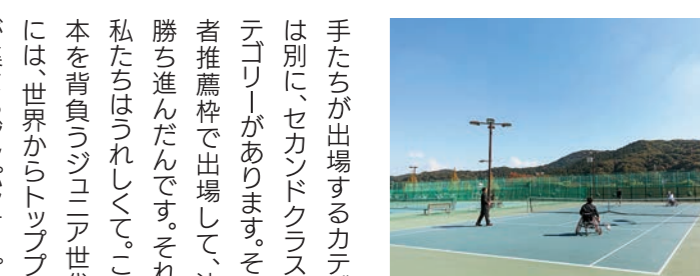 手たちが出場するカテ
は別に、セカンドクラス
テゴリーがあります。そ
者推薦枠で出場して、
勝ち進んだんです。それ
私たちはうれしくて。こ
本を背負うジュニア世
には、世界からトッププ